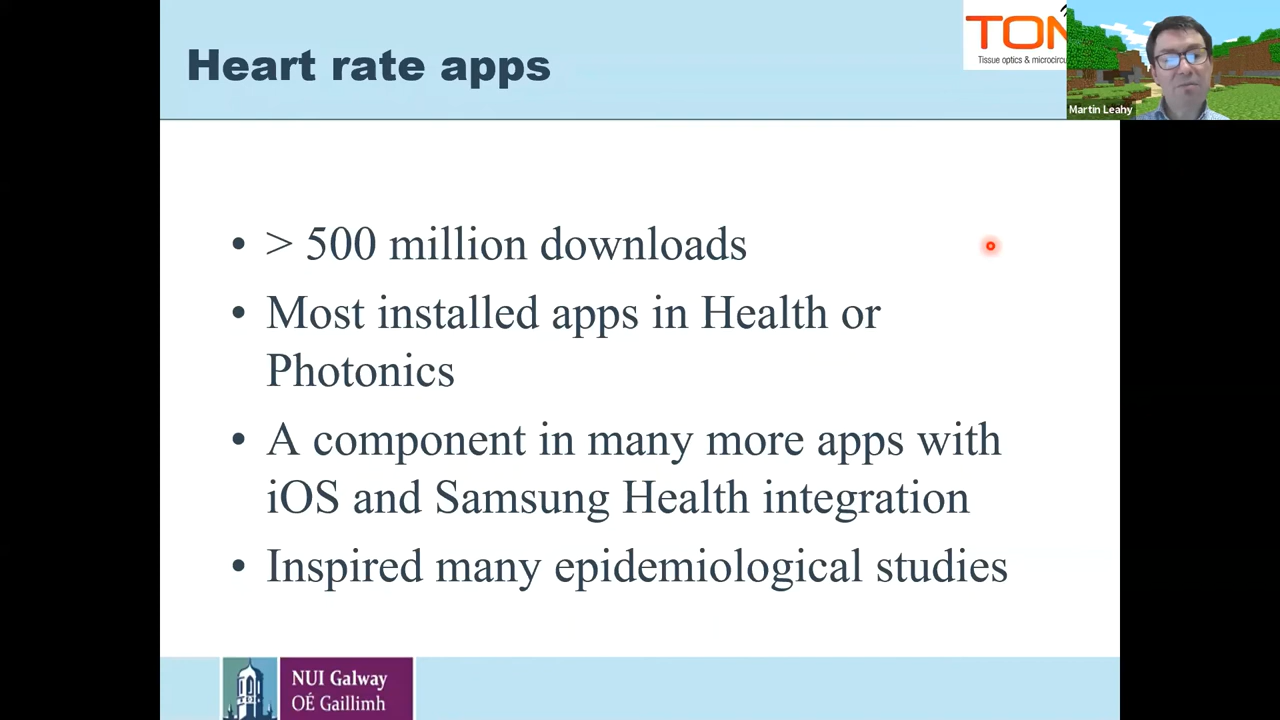 Heart rate apps
TON
Tissue optics & microcircu
Martin Leahy
• > 500 million downloads
• Most installed apps in Health or
Photonics
• A component in many more apps with
iOS and Samsung Health integration
• Inspired many epidemiological studies
NUI Galway
OÉ Gaillimh